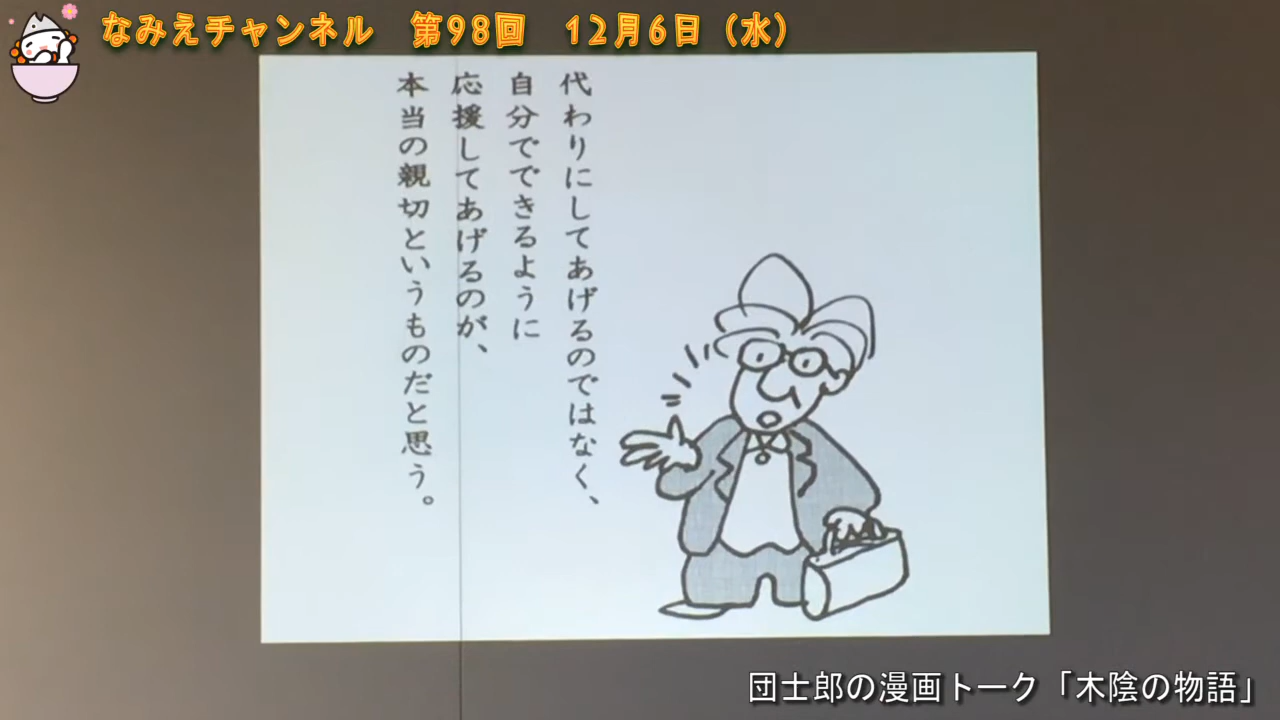 なみえチャンネル　第98回　12月6日（水）
代わりにしてあげるのではなく、
自分でできるように
応援してあげるのが、
本当の親切というものだと思う。
団士郎の漫画トーク「木陰の物語」